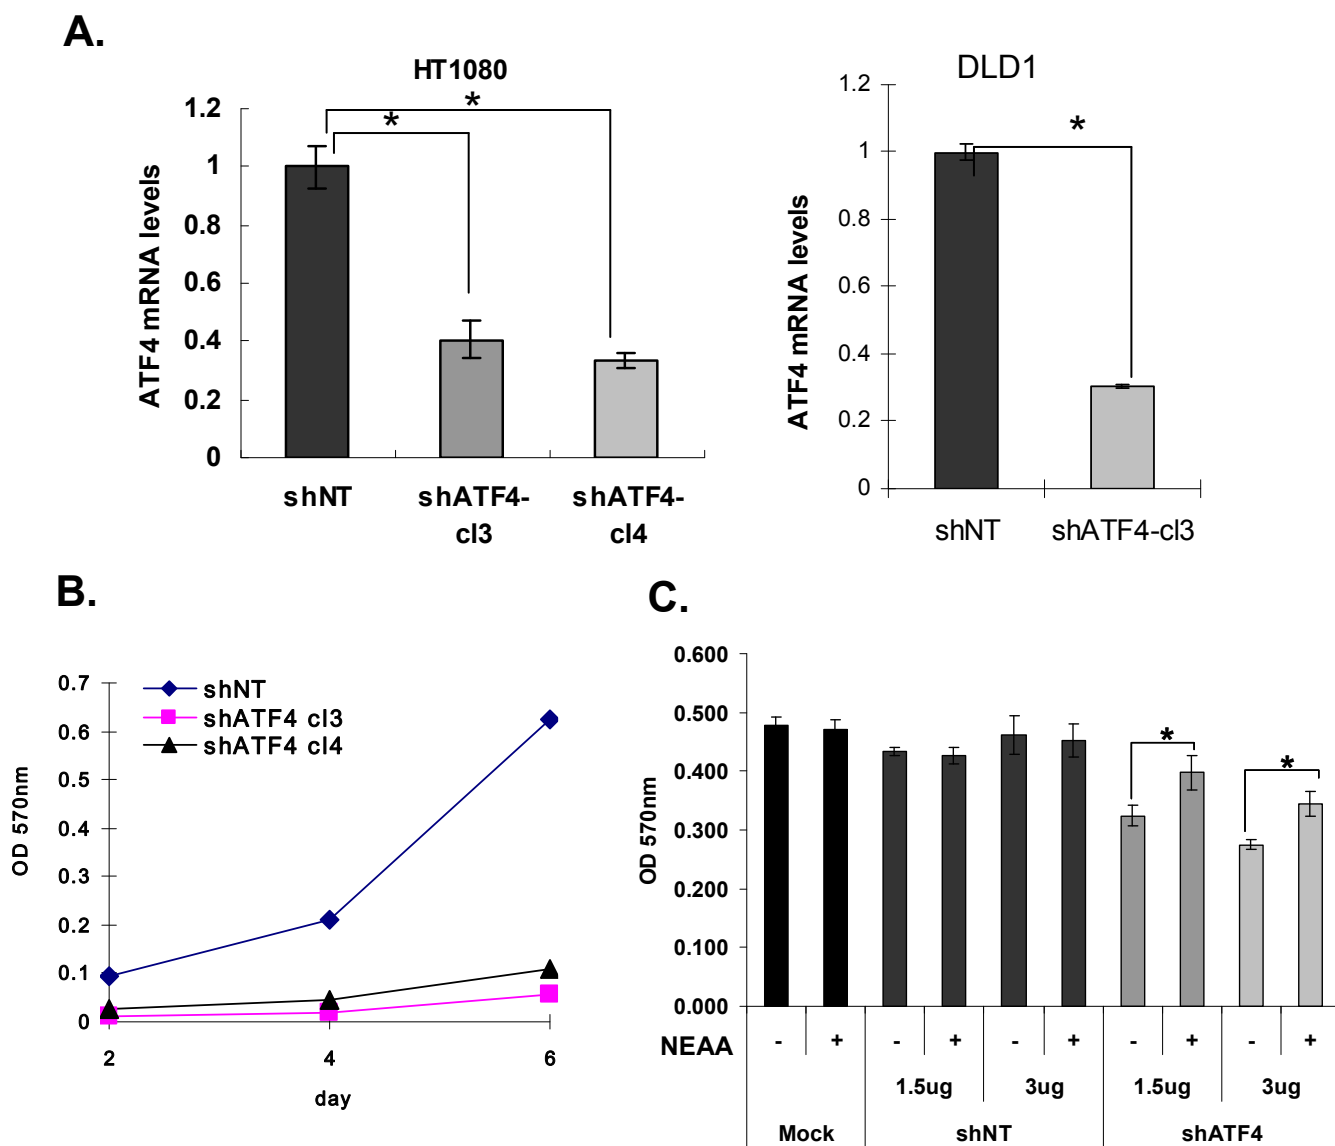 A.
HT1080
ATF4 mRNA levels
1.2
1
0.8
0.6
0.4
0.2
0
*
*
shNT
shATF4-
cl3
shATF4-
cl4
DLD1
ATF4 mRNA levels
1.2
1
0.8
0.6
0.4
0.2
0
*
shNT
shATF4-cl3
B.
OD 570nm
0.7
0.6
0.5
0.4
0.3
0.2
0.1
0
shNT
shATF4 cl3
shATF4 cl4
2
4
6
day
C.
OD 570nm
0.600
0.500
0.400
0.300
0.200
0.100
0.000
*
*
NEAA - + - + - + - + - +
1.5ug 3ug 1.5ug 3ug
Mock shNT shATF4